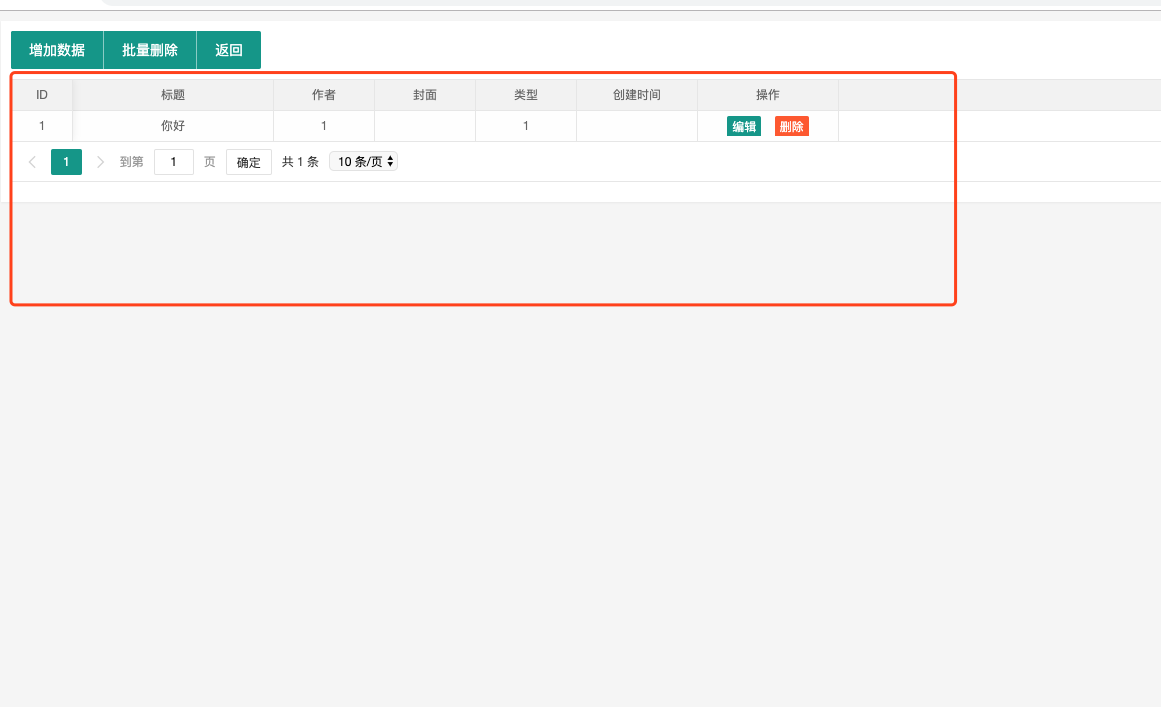 增加数据 批量删除 返回
ID 标题 作者 封面 类型 创建时间 操作
1 你好 1 1 编辑 删除
1 到第 1 页 确定 共 1 条 10 条/页